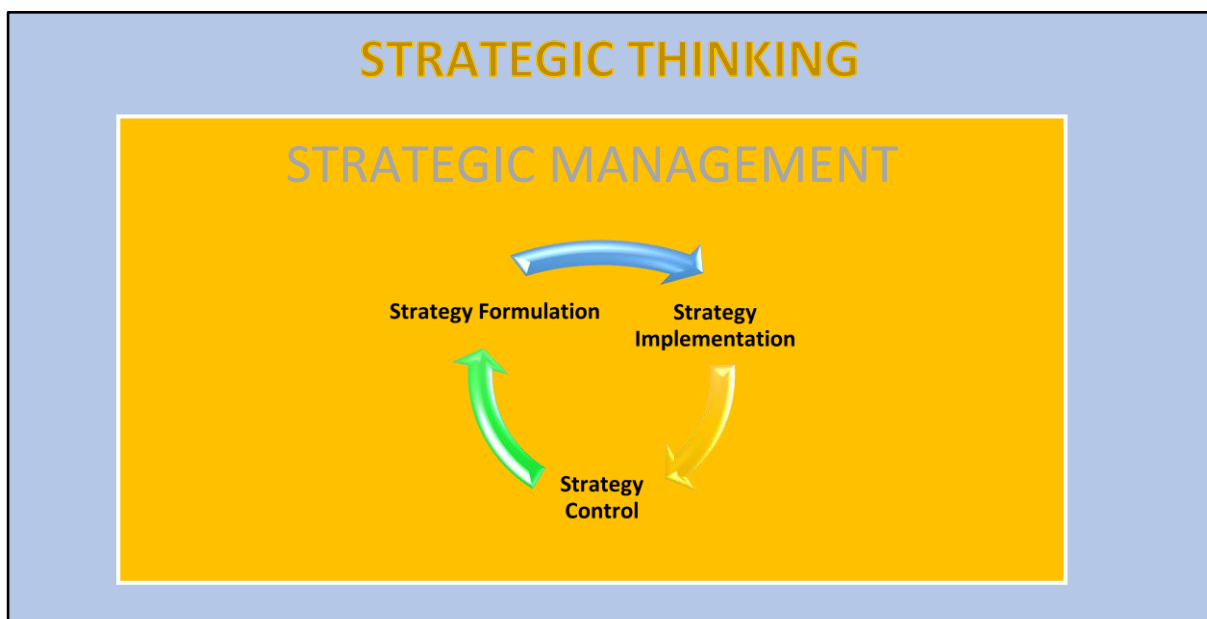 STRATEGIC THINKING
STRATEGIC MANAGEMENT
Strategy Formulation
Strategy
Implementation
Strategy
Control